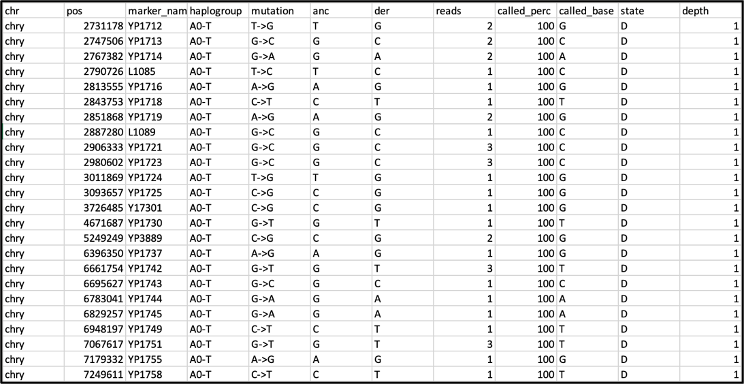 chr pos marker_nam haplogroup mutation anc der reads called_perc called_base state depth
chry 2731178 YP1712 A0-T T->G T G 2 100 G D 1
chry 2747506 YP1713 A0-T G->C G C 2 100 C D 1
chry 2767382 YP1714 A0-T G->A G A 2 100 A D 1
chry 2790726 L1085 A0-T T->C T C 1 100 C D 1
chry 2813555 YP1716 A0-T A->G A G 1 100 G D 1
chry 2843753 YP1718 A0-T C->T C T 1 100 T D 1
chry 2851868 YP1719 A0-T A->G A G 2 100 G D 1
chry 2887280 L1089 A0-T G->C G C 1 100 C D 1
chry 2906333 YP1721 A0-T G->C G C 3 100 C D 1
chry 2980602 YP1723 A0-T G->C G C 3 100 C D 1
chry 3011869 YP1724 A0-T T->G T G 1 100 G D 1
chry 3093657 YP1725 A0-T C->G C G 1 100 G D 1
chry 3726485 Y17301 A0-T C->G C G 1 100 G D 1
chry 4671687 YP1730 A0-T G->T G T 1 100 T D 1
chry 5249249 YP3889 A0-T C->G C G 2 100 G D 1
chry 6396350 YP1737 A0-T A->G A G 1 100 G D 1
chry 6661754 YP1742 A0-T G->T G T 3 100 T D 1
chry 6695627 YP1743 A0-T G->C G C 1 100 C D 1
chry 6783041 YP1744 A0-T G->A G A 1 100 A D 1
chry 6829257 YP1745 A0-T G->A G A 1 100 A D 1
chry 6948197 YP1749 A0-T C->T C T 1 100 T D 1
chry 7067617 YP1751 A0-T G->T G T 3 100 T D 1
chry 7179332 YP1755 A0-T A->G A G 1 100 G D 1
chry 7249611 YP1758 A0-T C->T C T 1 100 T D 1